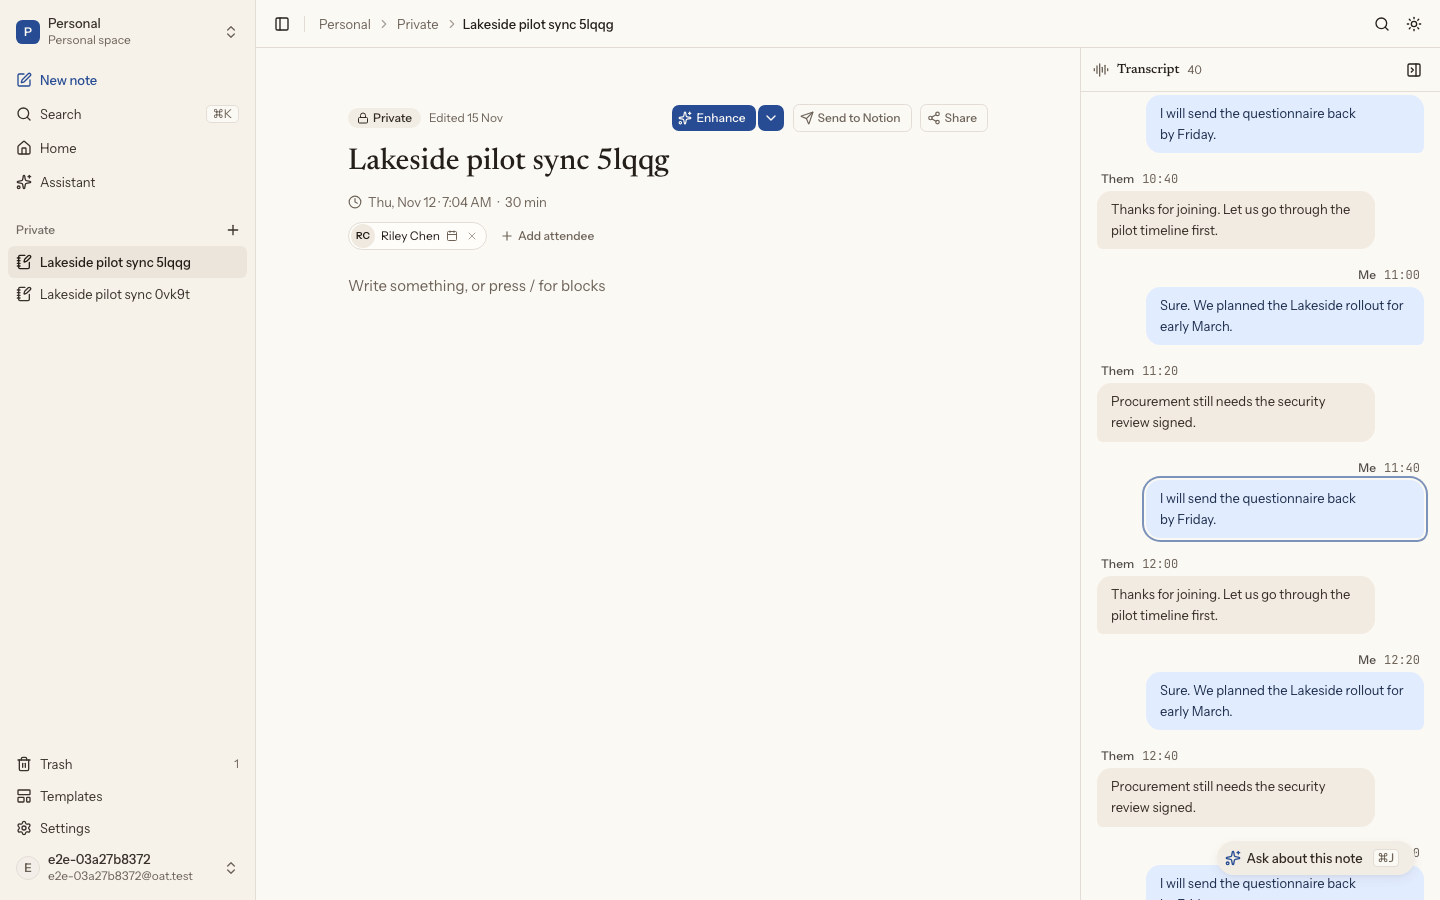 P
Personal
Personal space
New note
Search
⌘K
Home
Assistant
Private
Lakeside pilot sync 5lqqg
Lakeside pilot sync 0vk9t
Trash
1
Templates
Settings
E
e2e-03a27b8372
e2e-03a27b8372@oat.test
Personal
Private
Lakeside pilot sync 5lqqg
Private
Edited 15 Nov
Enhance
Send to Notion
Share
Lakeside pilot sync 5lqqg
Thu, Nov 12 · 7:04 AM · 30 min
RC
Riley Chen
Add attendee
Write something, or press / for blocks
Transcript 40
I will send the questionnaire back
by Friday.
Them 10:40
Thanks for joining. Let us go through the
pilot timeline first.
Me 11:00
Sure. We planned the Lakeside rollout for
early March.
Them 11:20
Procurement still needs the security
review signed.
Me 11:40
I will send the questionnaire back
by Friday.
Them 12:00
Thanks for joining. Let us go through the
pilot timeline first.
Me 12:20
Sure. We planned the Lakeside rollout for
early March.
Them 12:40
Procurement still needs the security
review signed.
Ask about this note ⌘J
I will send the questionnaire back